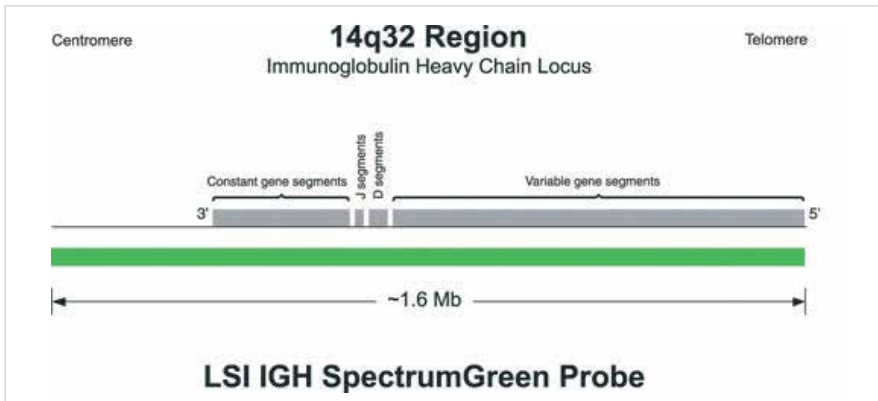 Centromere
14q32 Region
Telomere
Immunoglobulin Heavy Chain Locus
Constant gene segments
J segments
D segments
Variable gene segments
3'
5'
~1.6 Mb
LSI IGH SpectrumGreen Probe